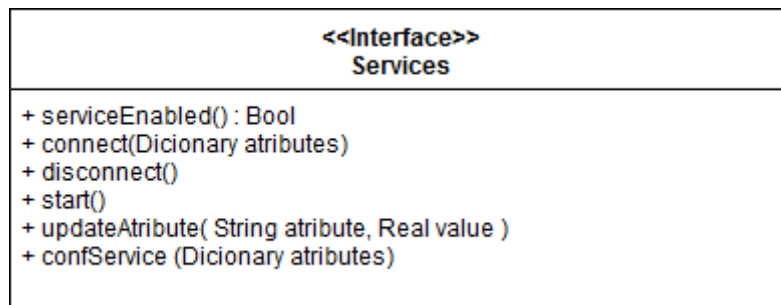 <<Interface>>
Services
+ serviceEnabled() : Bool
+ connect(Dicionary atributes)
+ disconnect()
+ start()
+ updateAtribute( String atribute, Real value )
+ confService (Dicionary atributes)